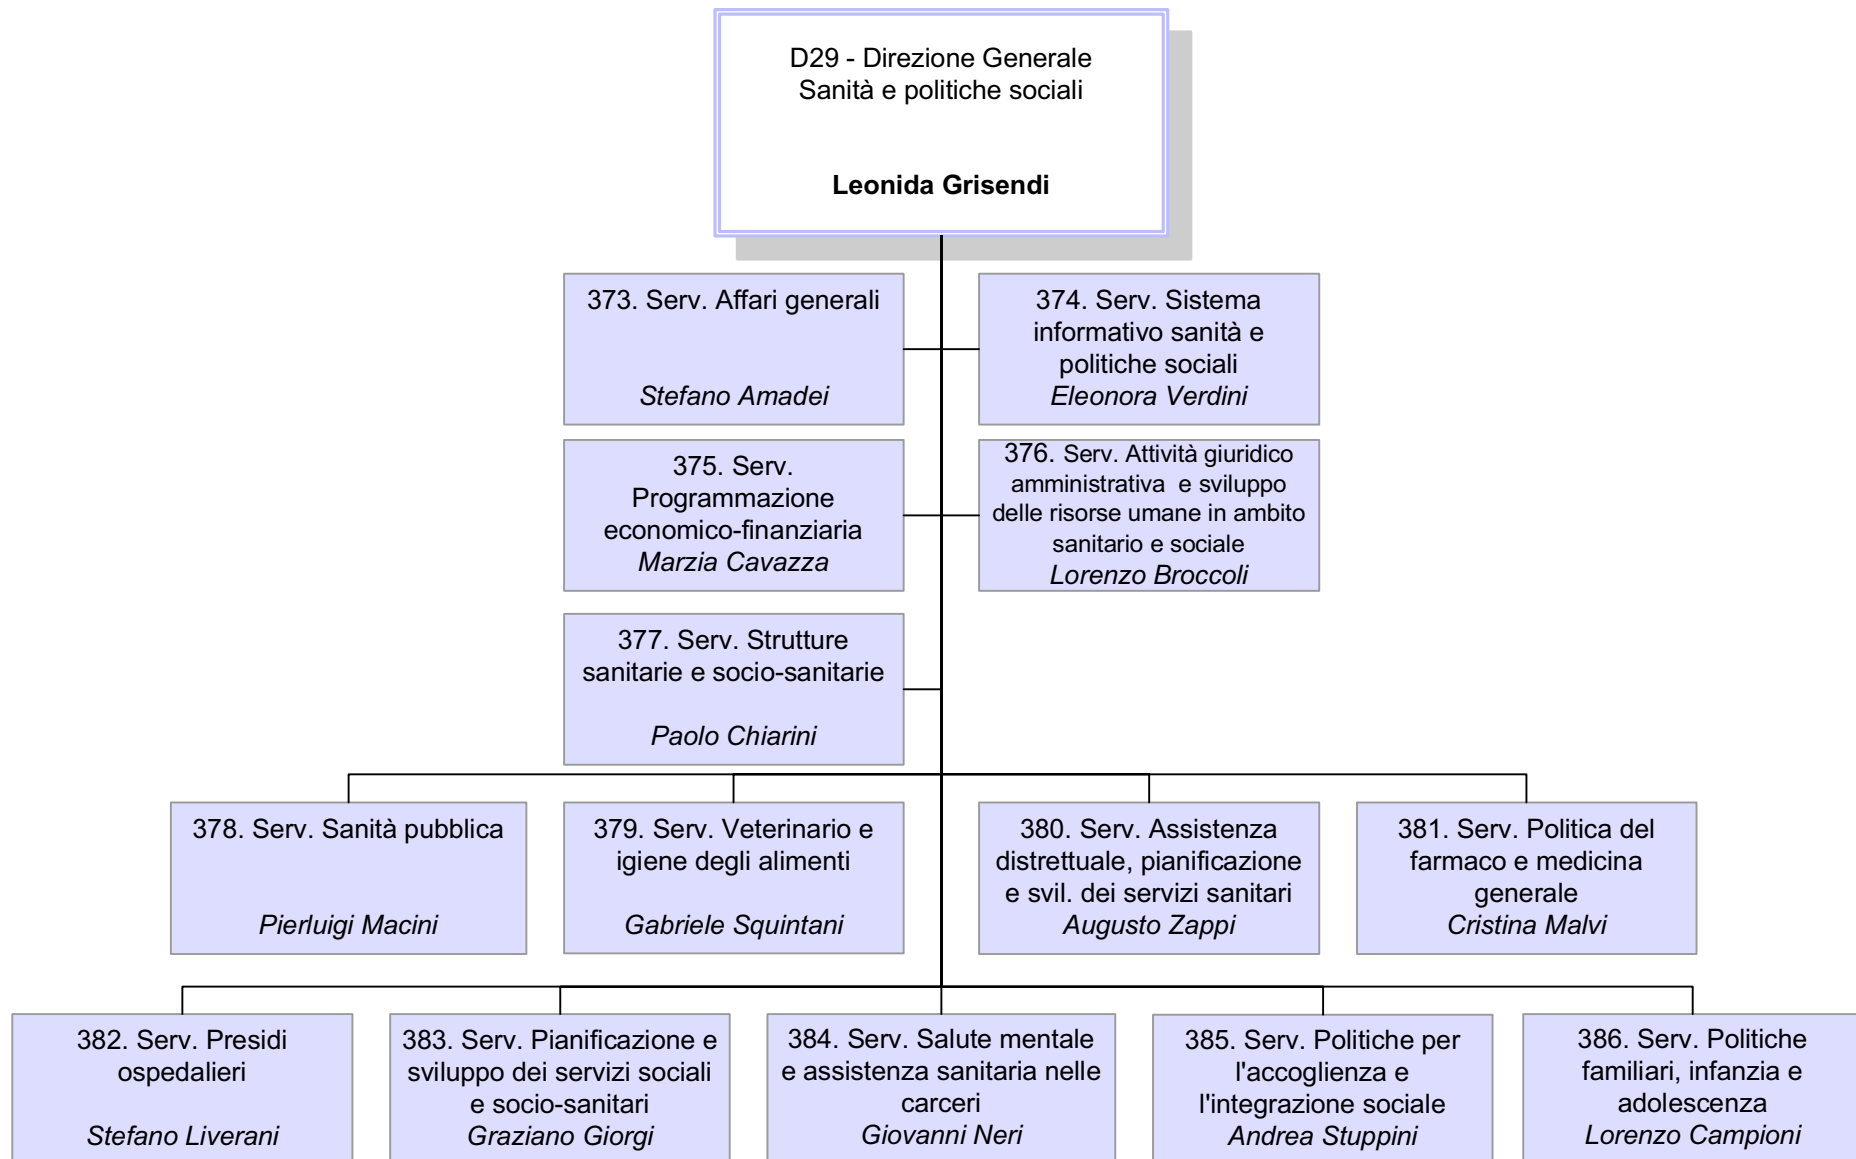 D29 - Direzione Generale
Sanità e politiche sociali
Leonida Grisendi
373. Serv. Affari generali
Stefano Amadei
374. Serv. Sistema
informativo sanità e
politiche sociali
Eleonora Verdini
375. Serv.
Programmazione
economico-finanziaria
Marzia Cavazza
376. Serv. Attività giuridico
amministrativa e sviluppo
delle risorse umane in ambito
sanitario e sociale
Lorenzo Broccoli
377. Serv. Strutture
sanitarie e socio-sanitarie
Paolo Chiarini
378. Serv. Sanità pubblica
Pierluigi Macini
379. Serv. Veterinario e
igiene degli alimenti
Gabriele Squintani
380. Serv. Assistenza
distrettuale, pianificazione
e svil. dei servizi sanitari
Augusto Zappi
381. Serv. Politica del
farmaco e medicina
generale
Cristina Malvi
382. Serv. Presidi
ospedalieri
Stefano Liverani
383. Serv. Pianificazione e
sviluppo dei servizi sociali
e socio-sanitari
Graziano Giorgi
384. Serv. Salute mentale
e assistenza sanitaria nelle
carceri
Giovanni Neri
385. Serv. Politiche per
l'accoglienza e
l'integrazione sociale
Andrea Stuppini
386. Serv. Politiche
familiari, infanzia e
adolescenza
Lorenzo Campioni